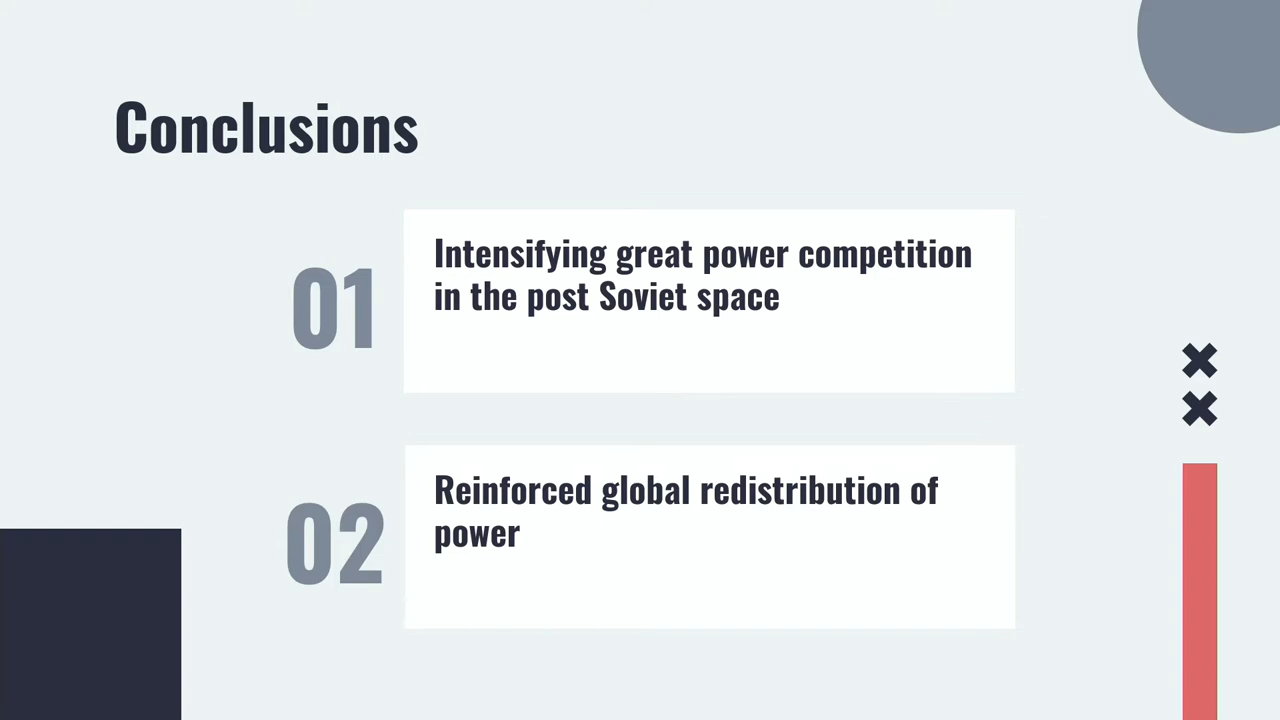 Conclusions
01
Intensifying great power competition
in the post Soviet space
02
Reinforced global redistribution of
power